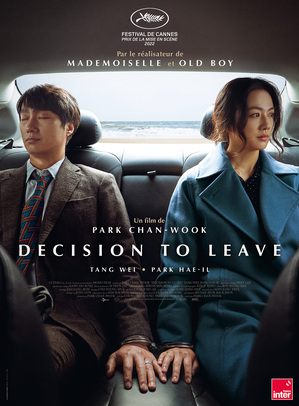 FESTIVAL DE CANNES
PRIX DE LA MISE EN SCÈNE
2022
Par le réalisateur de
MADEMOISELLE et OLD BOY
Un film de
PARK CHAN-WOOK
DECISION TO LEAVE
TANG WEI • PARK HAE-IL
france
inter